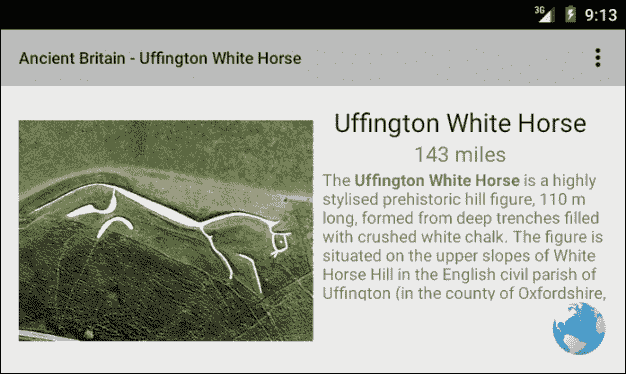 3G 9:13
Ancient Britain - Uffington White Horse
Uffington White Horse
143 miles
The Uffington White Horse is a highly
stylised prehistoric hill figure, 110 m
long, formed from deep trenches filled
with crushed white chalk. The figure is
situated on the upper slopes of White
Horse Hill in the English civil parish of
Uffington (in the county of Oxfordshire,